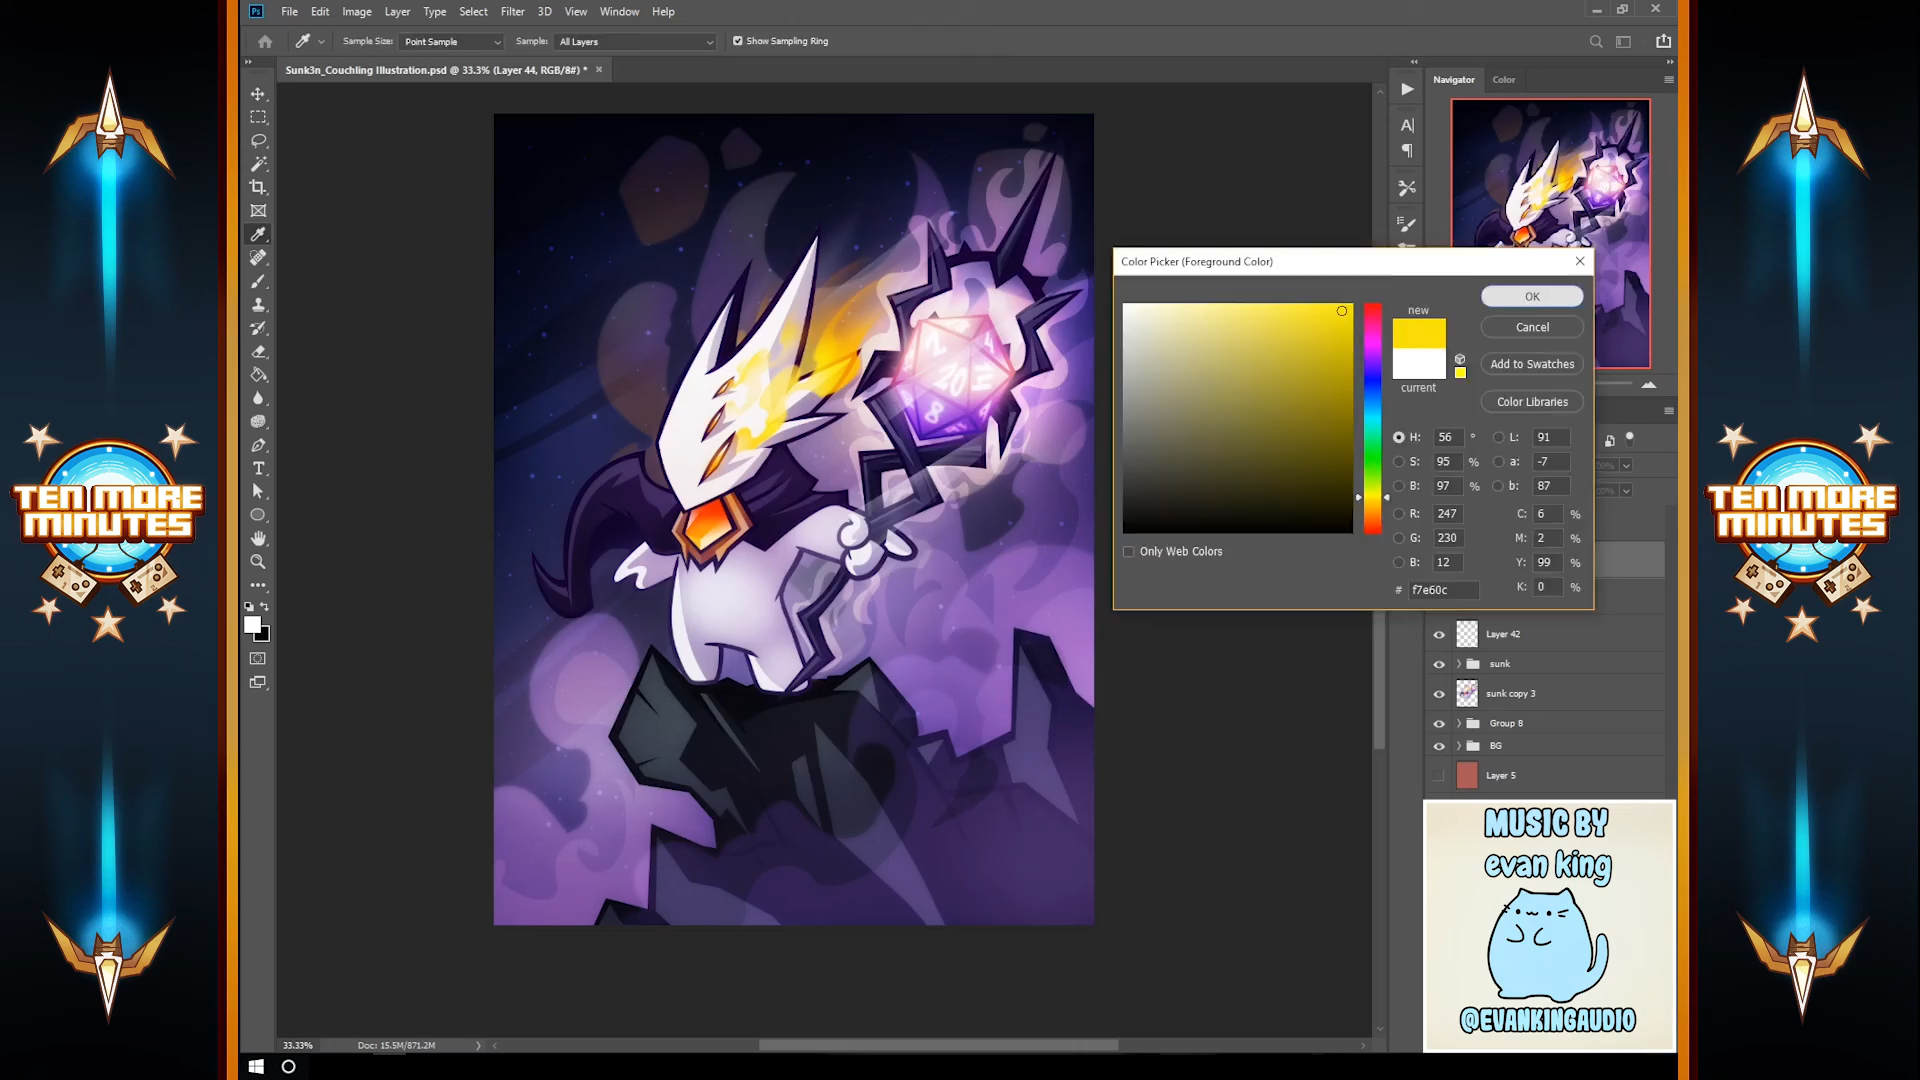 File Edit Image Layer Type Select Filter 3D View Window Help
Sample Size: Point Sample Sample: All Layers Show Sampling Ring
Sunk3n_Couchling Illustration.psd @ 33.3% (Layer 44, RGB/8#) *
Navigator Color
Color Picker (Foreground Color)
new
current
OK
Cancel
Add to Swatches
Color Libraries
H: 56 °
S: 95 %
B: 97 %
R: 247
G: 230
B: 12
# f7e60c
L: 91
a: -7
b: 87
C: 6 %
M: 2 %
Y: 99 %
K: 0 %
Only Web Colors
2
4
20
8
Layer 42
sunk
sunk copy 3
Group 8
BG
Layer 5
TEN MORE
MINUTES
TEN MORE
MINUTES
MUSIC BY
evan king
@EVANKINGAUDIO
33.33% Doc: 15.5M/871.2M